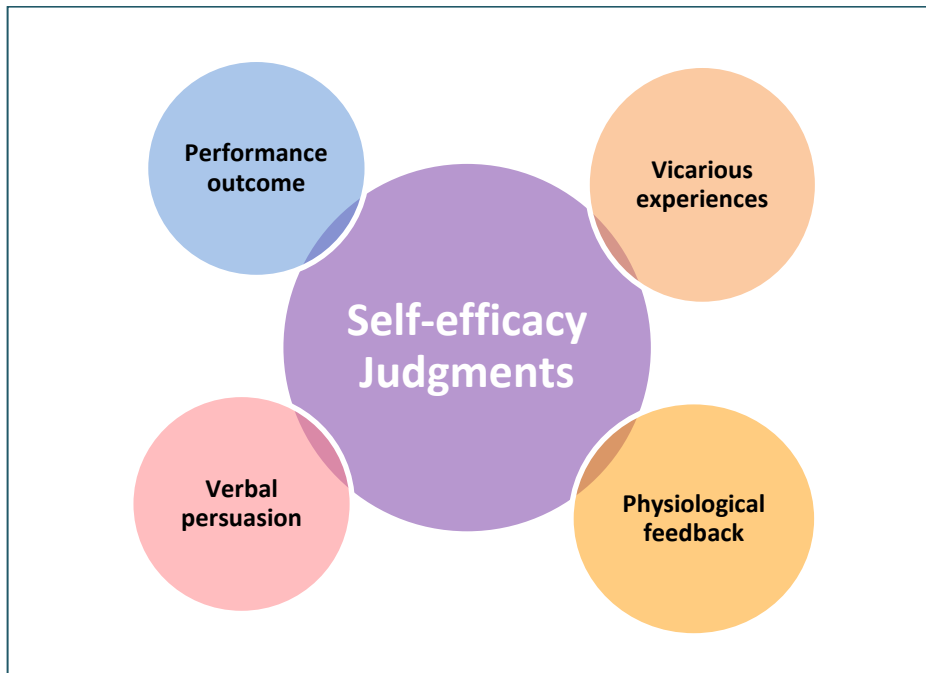 Performance
outcome
Vicarious
experiences
Self-efficacy
Judgments
Verbal
persuasion
Physiological
feedback